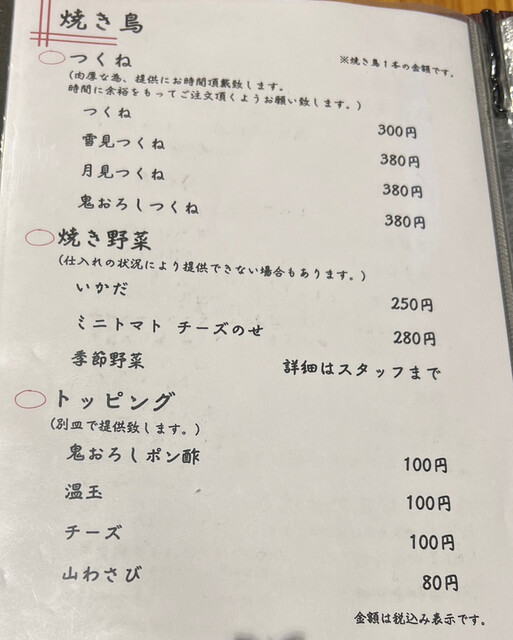 焼き鳥
つくね
※焼き鳥1本の金額です。
(肉厚な為、提供にお時間頂戴致します。
時間に余裕をもってご注文頂くようお願い致します。)
つくね 300円
雪見つくね 380円
月見つくね 380円
鬼おろしつくね 380円
焼き野菜
(仕入れの状況により提供できない場合もあります。)
いかだ 250円
ミニトマト チーズのせ 280円
季節野菜 詳細はスタッフまで
トッピング
(別皿で提供致します。)
鬼おろしポン酢 100円
温玉 100円
チーズ 100円
山わさび 80円
金額は税込み表示です。